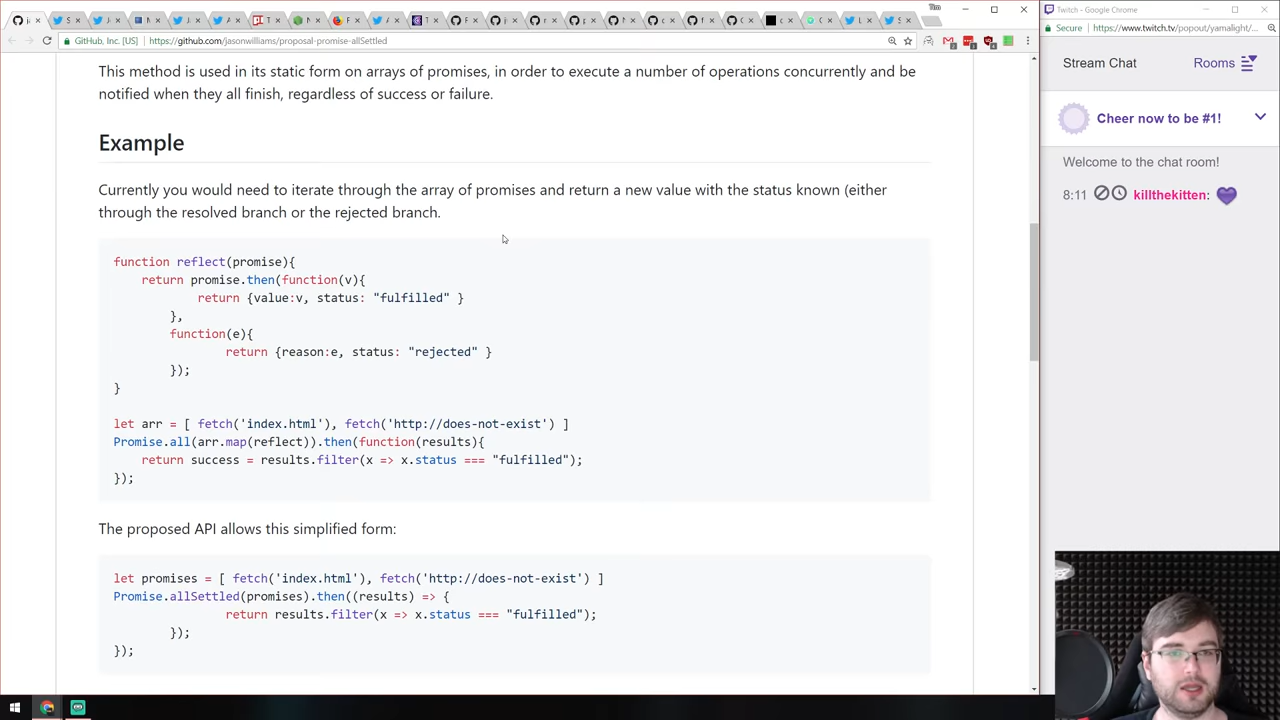 Tim
Twitch - Google Chrome
GitHub, Inc. [US]
https://github.com/jasonwilliams/proposal-promise-allSettled
Secure
https://www.twitch.tv/popout/yamalight/...
This method is used in its static form on arrays of promises, in order to execute a number of operations concurrently and be
notified when they all finish, regardless of success or failure.
Example
Currently you would need to iterate through the array of promises and return a new value with the status known (either
through the resolved branch or the rejected branch.
function reflect(promise){
return promise.then(function(v){
return {value:v, status: "fulfilled" }
},
function(e){
return {reason:e, status: "rejected" }
});
}
let arr = [ fetch('index.html'), fetch('http://does-not-exist') ]
Promise.all(arr.map(reflect)).then(function(results){
return success = results.filter(x => x.status === "fulfilled");
});
The proposed API allows this simplified form:
let promises = [ fetch('index.html'), fetch('http://does-not-exist') ]
Promise.allSettled(promises).then((results) => {
return results.filter(x => x.status === "fulfilled");
});
});
Stream Chat
Rooms
Cheer now to be #1!
Welcome to the chat room!
8:11 killthekitten: